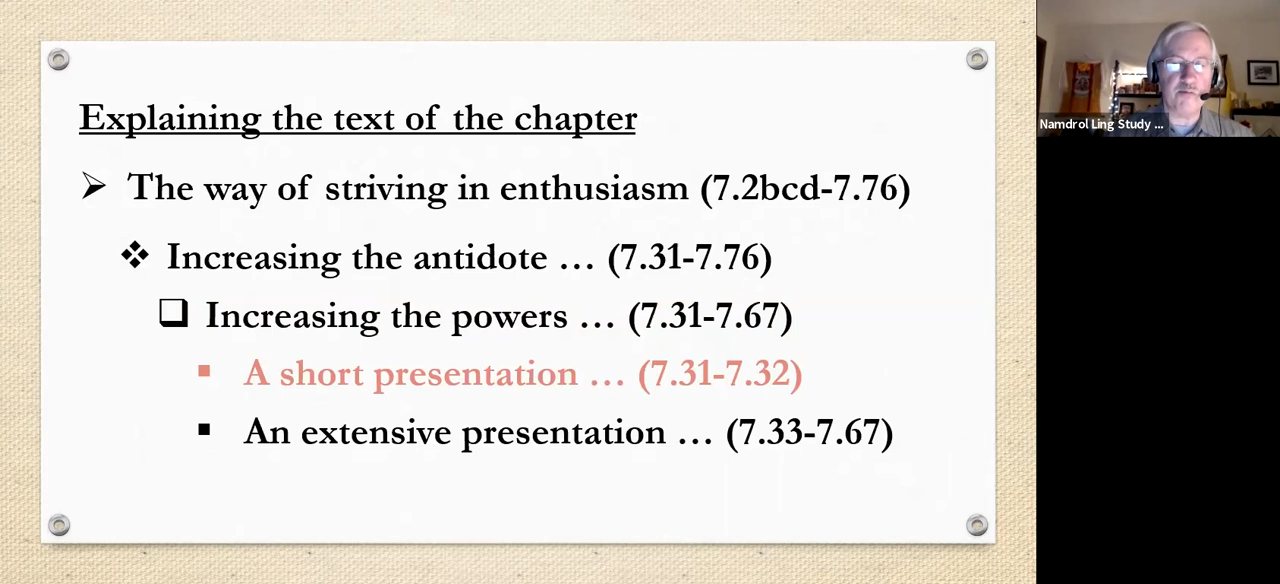 Explaining the text of the chapter
The way of striving in enthusiasm (7.2bcd-7.76)
Increasing the antidote … (7.31-7.76)
Increasing the powers … (7.31-7.67)
A short presentation … (7.31-7.32)
An extensive presentation … (7.33-7.67)
Namdrol Ling Study ...